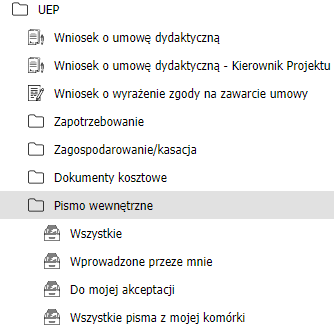 UEP
Wniosek o umowę dydaktyczną
Wniosek o umowę dydaktyczną - Kierownik Projektu
Wniosek o wyrażenie zgody na zawarcie umowy
Zapotrzebowanie
Zagospodarowanie/kasacja
Dokumenty kosztowe
Pismo wewnętrzne
Wszystkie
Wprowadzone przeze mnie
Do mojej akceptacji
Wszystkie pisma z mojej komórki